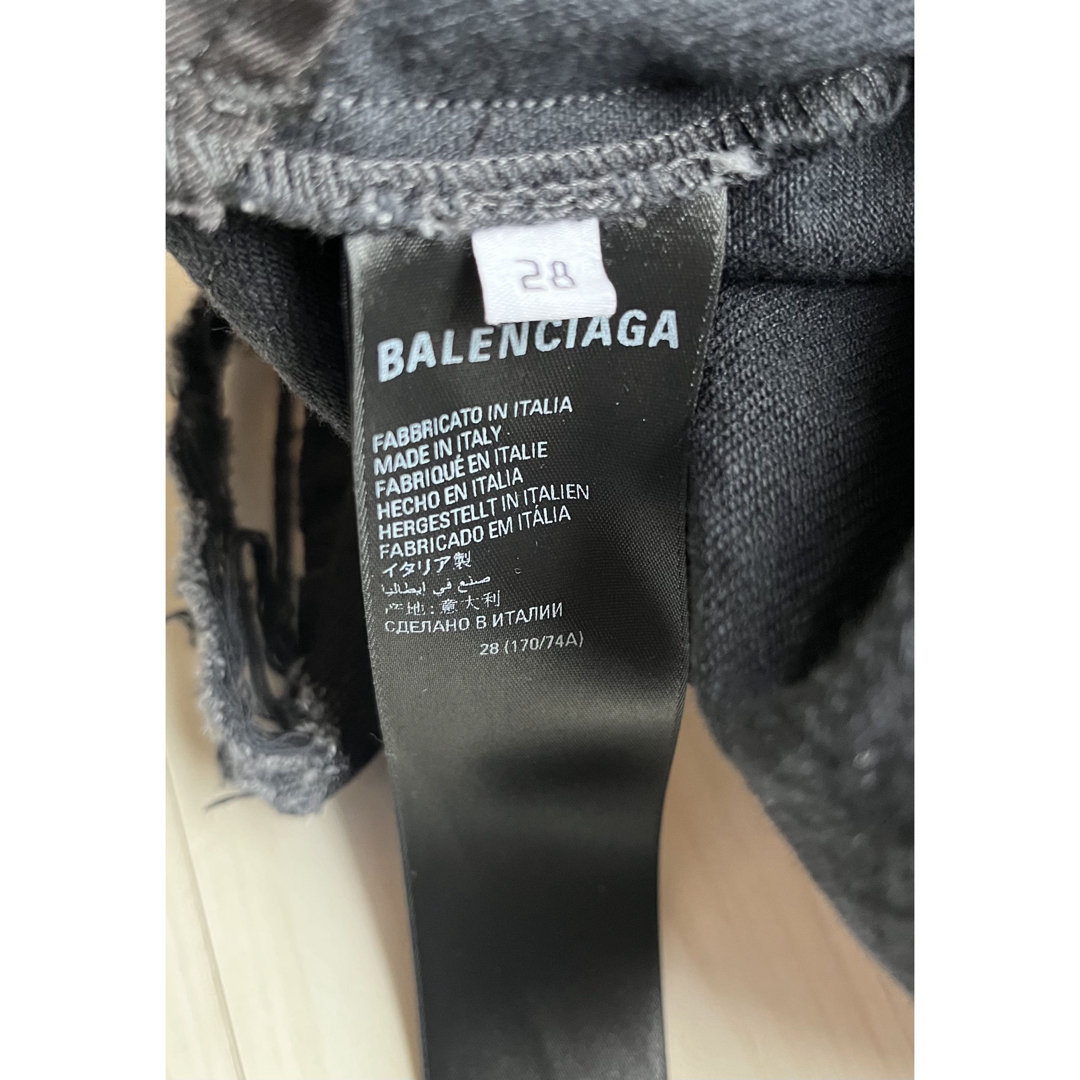 28
BALENCIAGA
FABBRICATO IN ITALIA
MADE IN ITALY
FABRIQUÉ EN ITALIE
HECHO EN ITALIA
HERGESTELLT IN ITALIEN
FABRICADO EM ITÁLIA
イタリア製
صنع في ايطاليا
产地:意大利
СДЕЛАНО В ИТАЛИИ
28 (170/74A)